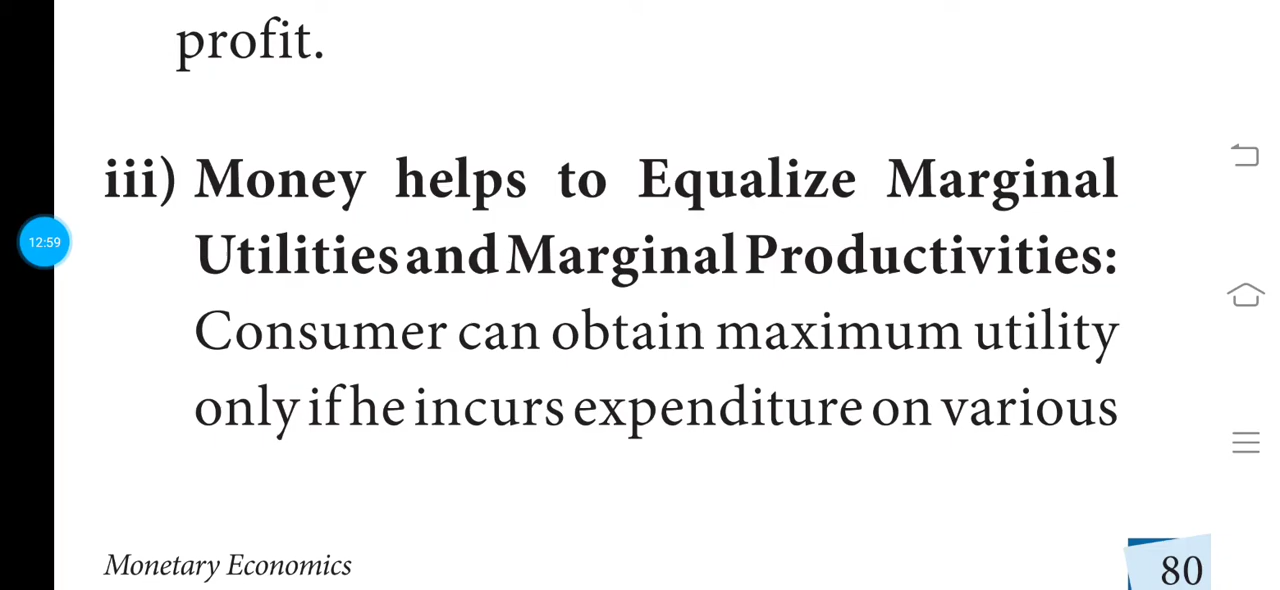 profit.
iii) Money helps to Equalize Marginal
Utilities and Marginal Productivities:
Consumer can obtain maximum utility
only if he incurs expenditure on various
12:59
Monetary Economics
80